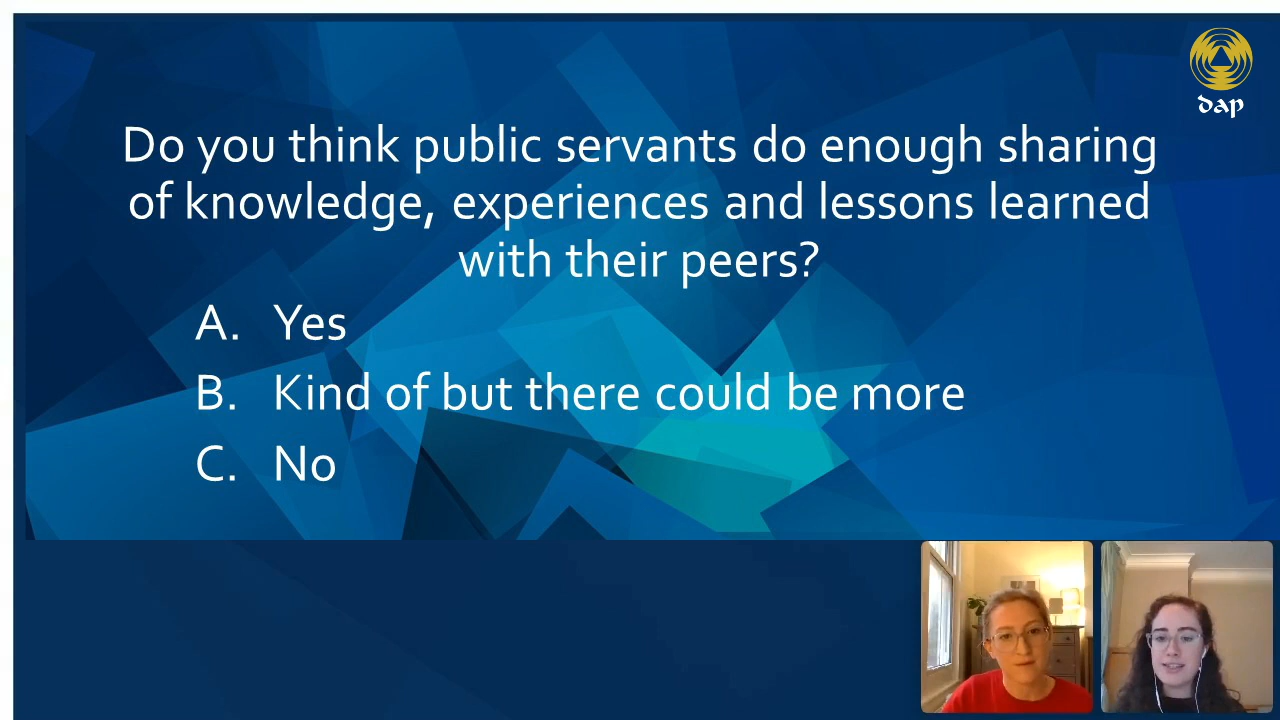 dap
Do you think public servants do enough sharing
of knowledge, experiences and lessons learned
with their peers?
A. Yes
B. Kind of but there could be more
C. No